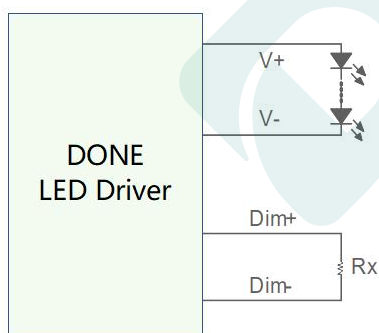 V+
V-
DONE
LED Driver
Dim+
Rx
Dim-